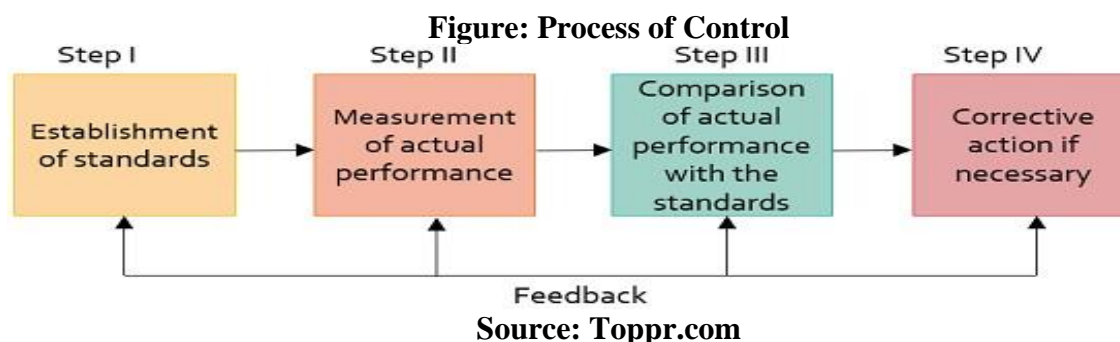 Figure: Process of Control
Step I
Step II
Step III
Step IV
Establishment
of standards
Measurement
of actual
performance
Comparison
of actual
performance
with the
standards
Corrective
action if
necessary
Feedback
Source: Toppr.com